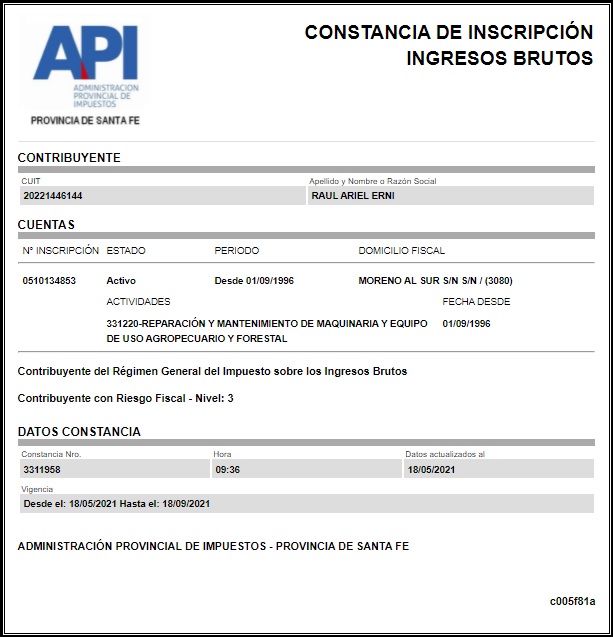 API
ADMINISTRACION
PROVINCIAL DE
IMPUESTOS
PROVINCIA DE SANTA FE
CONSTANCIA DE INSCRIPCIÓN
INGRESOS BRUTOS
CONTRIBUYENTE
CUIT Apellido y Nombre o Razón Social
20221446144 RAUL ARIEL ERNI
CUENTAS
N° INSCRIPCIÓN ESTADO PERIODO DOMICILIO FISCAL
0510134853 Activo Desde 01/09/1996 MORENO AL SUR S/N S/N / (3080)
ACTIVIDADES FECHA DESDE
331220-REPARACIÓN Y MANTENIMIENTO DE MAQUINARIA Y EQUIPO 01/09/1996
DE USO AGROPECUARIO Y FORESTAL
Contribuyente del Régimen General del Impuesto sobre los Ingresos Brutos
Contribuyente con Riesgo Fiscal - Nivel: 3
DATOS CONSTANCIA
Constancia Nro. Hora Datos actualizados al
3311958 09:36 18/05/2021
Vigencia
Desde el: 18/05/2021 Hasta el: 18/09/2021
ADMINISTRACIÓN PROVINCIAL DE IMPUESTOS - PROVINCIA DE SANTA FE
c005f81a